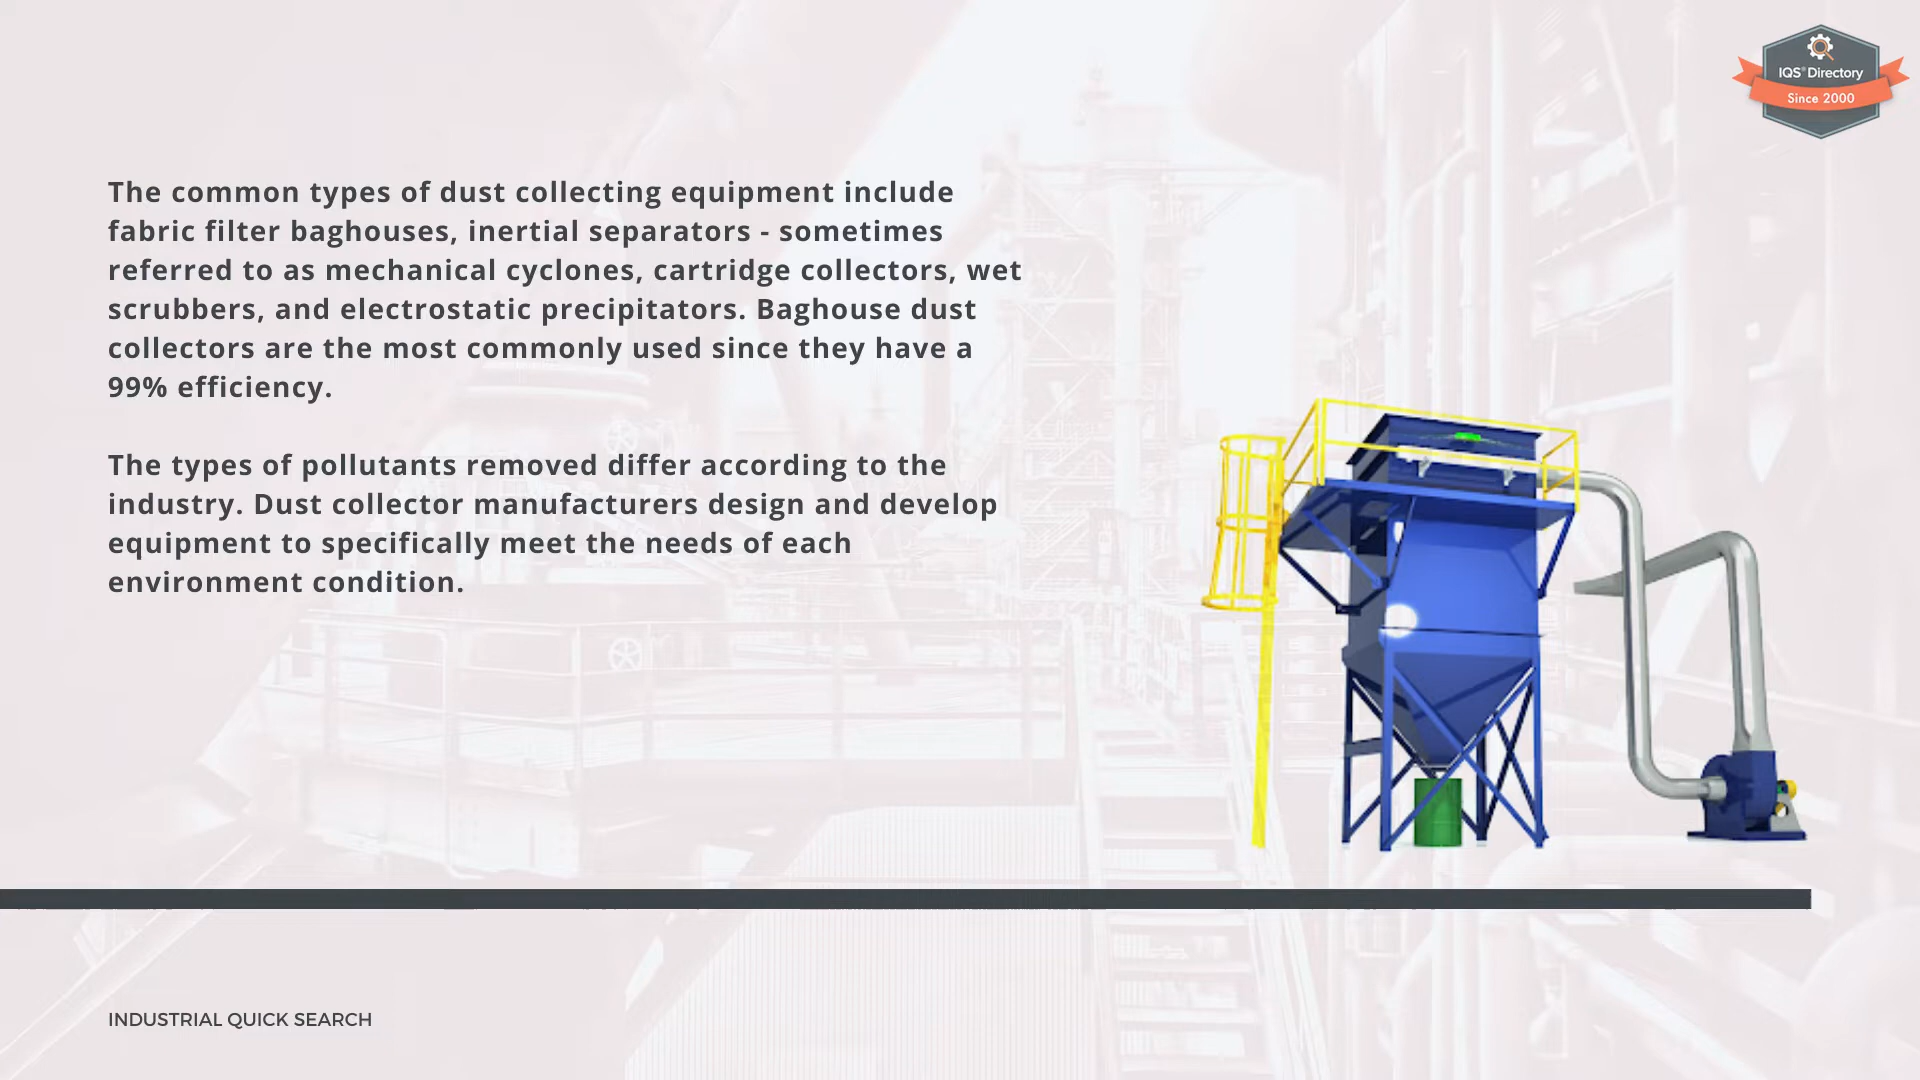 IQS® Directory
Since 2000
The common types of dust collecting equipment include
fabric filter baghouses, inertial separators - sometimes
referred to as mechanical cyclones, cartridge collectors, wet
scrubbers, and electrostatic precipitators. Baghouse dust
collectors are the most commonly used since they have a
99% efficiency.
The types of pollutants removed differ according to the
industry. Dust collector manufacturers design and develop
equipment to specifically meet the needs of each
environment condition.
INDUSTRIAL QUICK SEARCH